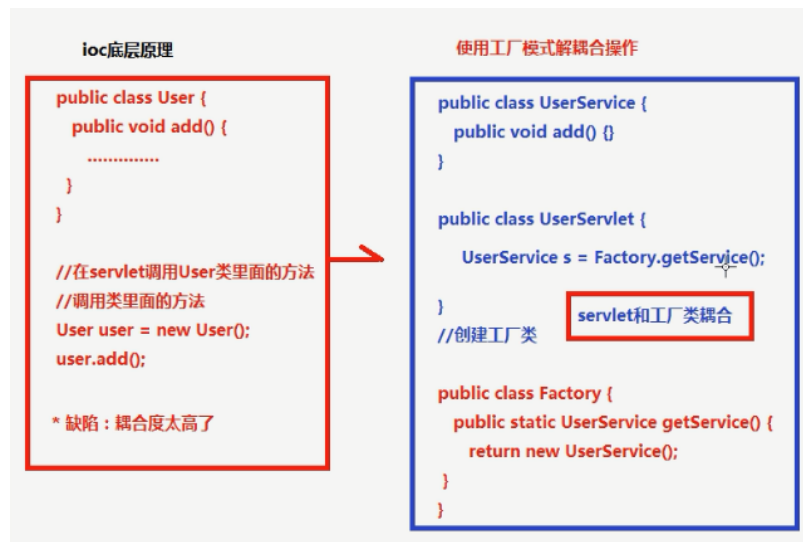 ioc底层原理
public class User {
public void add() {
..............
}
}
//在servlet调用User类里面的方法
//调用类里面的方法
User user = new User();
user.add();
* 缺陷：耦合度太高了
使用工厂模式解耦合操作
public class UserService {
public void add() {}
}
public class UserServlet {
UserService s = Factory.getService();
}
servlet和工厂类耦合
//创建工厂类
public class Factory {
public static UserService getService() {
return new UserService();
}
}